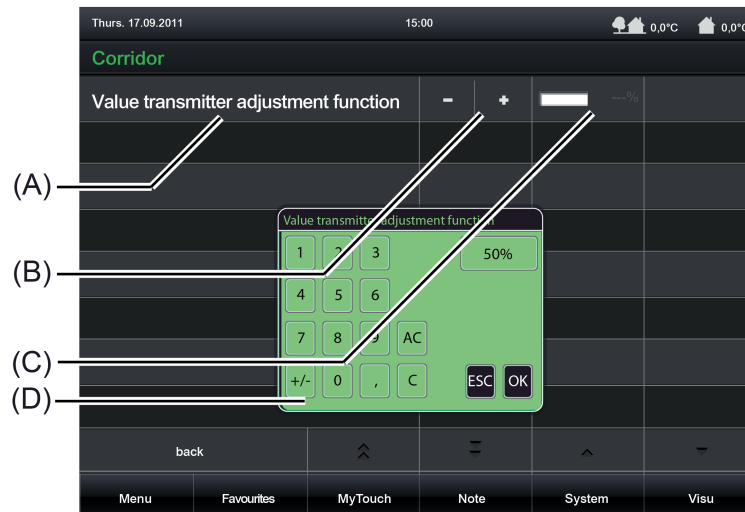 Thurs. 17.09.2011 15:00 0,0°C 0,0°C
Corridor
Value transmitter adjustment function - + ---%
(A)
(B)
(C)
(D)
Value transmitter adjustment function
1 2 3 50%
4 5 6
7 8 9 AC
+/- 0 , C ESC OK
back
Menu Favourites MyTouch Note System Visu